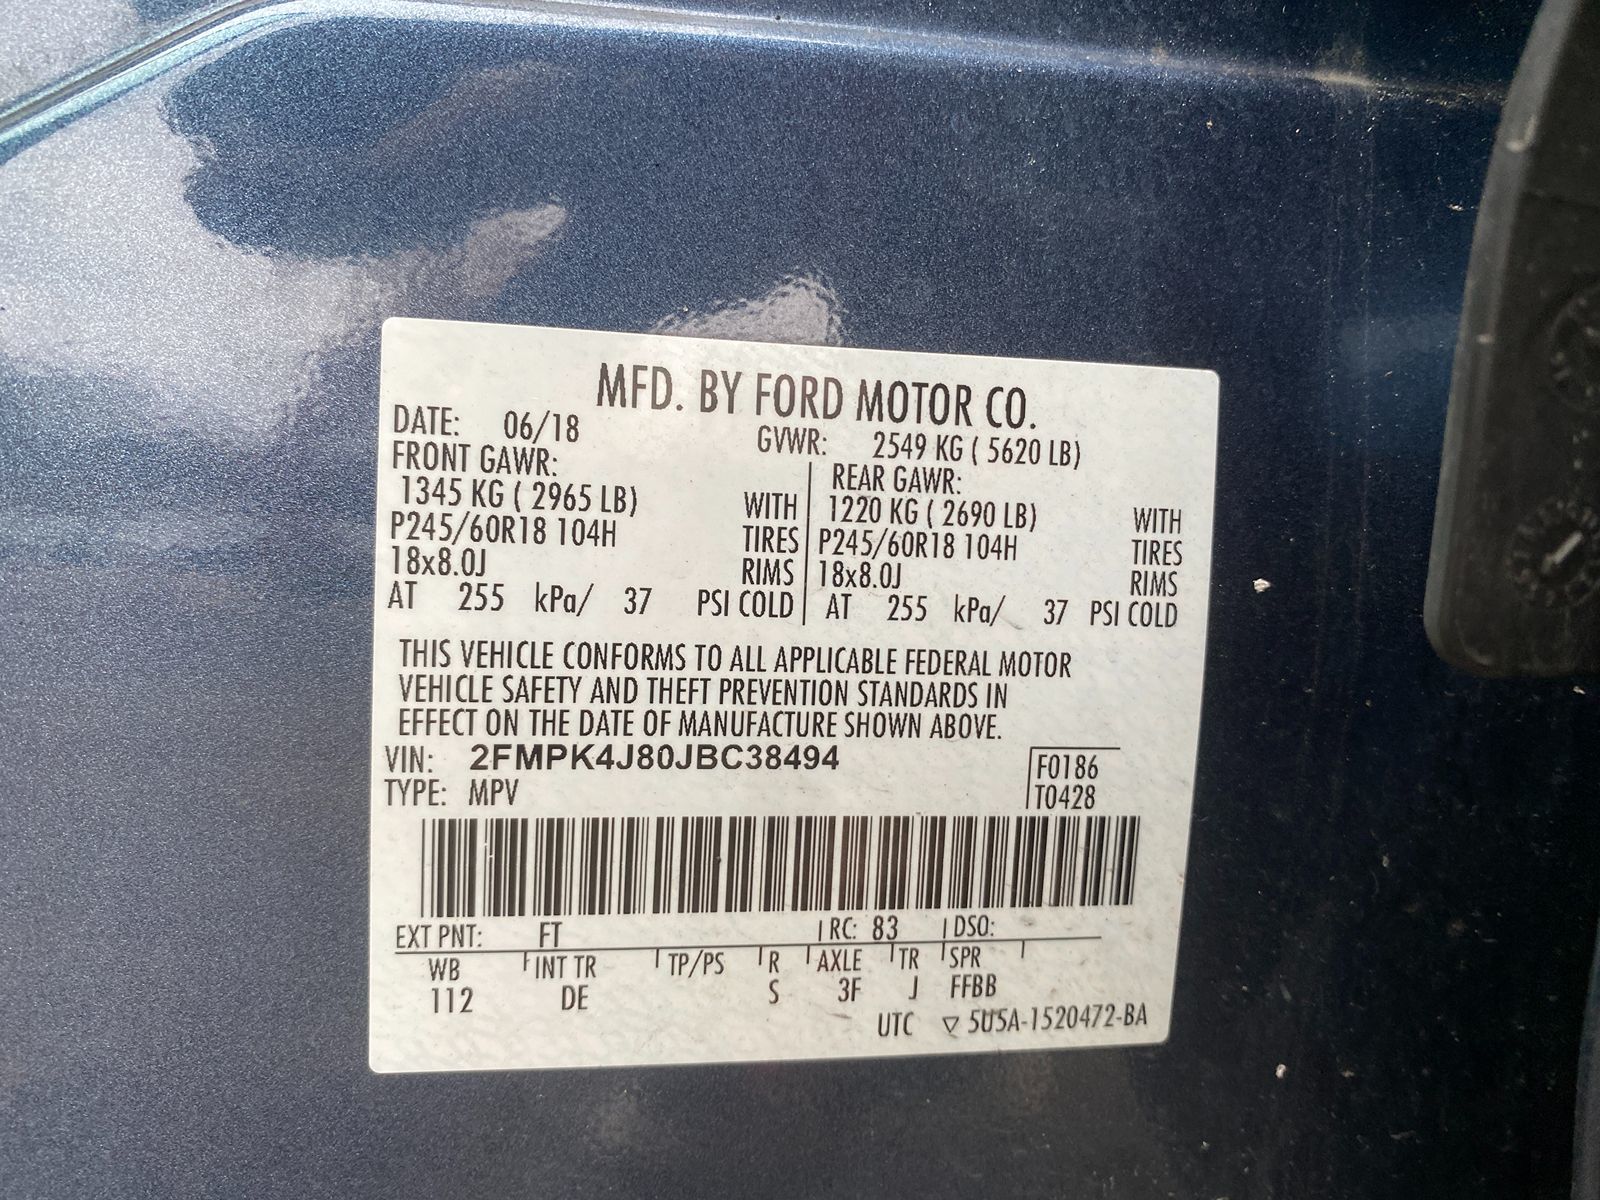 MFD. BY FORD MOTOR CO.
DATE: 06/18 GVWR: 2549 KG ( 5620 LB)
FRONT GAWR: REAR GAWR:
1345 KG ( 2965 LB) WITH 1220 KG ( 2690 LB) WITH
P245/60R18 104H TIRES P245/60R18 104H TIRES
18x8.0J RIMS 18x8.0J RIMS
AT 255 kPa/ 37 PSI COLD AT 255 kPa/ 37 PSI COLD
THIS VEHICLE CONFORMS TO ALL APPLICABLE FEDERAL MOTOR
VEHICLE SAFETY AND THEFT PREVENTION STANDARDS IN
EFFECT ON THE DATE OF MANUFACTURE SHOWN ABOVE.
VIN: 2FMPK4J80JBC38494 F0186
TYPE: MPV T0428
EXT PNT: FT RC: 83 DSO:
WB INT TR TP/PS R AXLE TR SPR
112 DE S 3F J FFBB
UTC ▽ 5U5A-1520472-BA